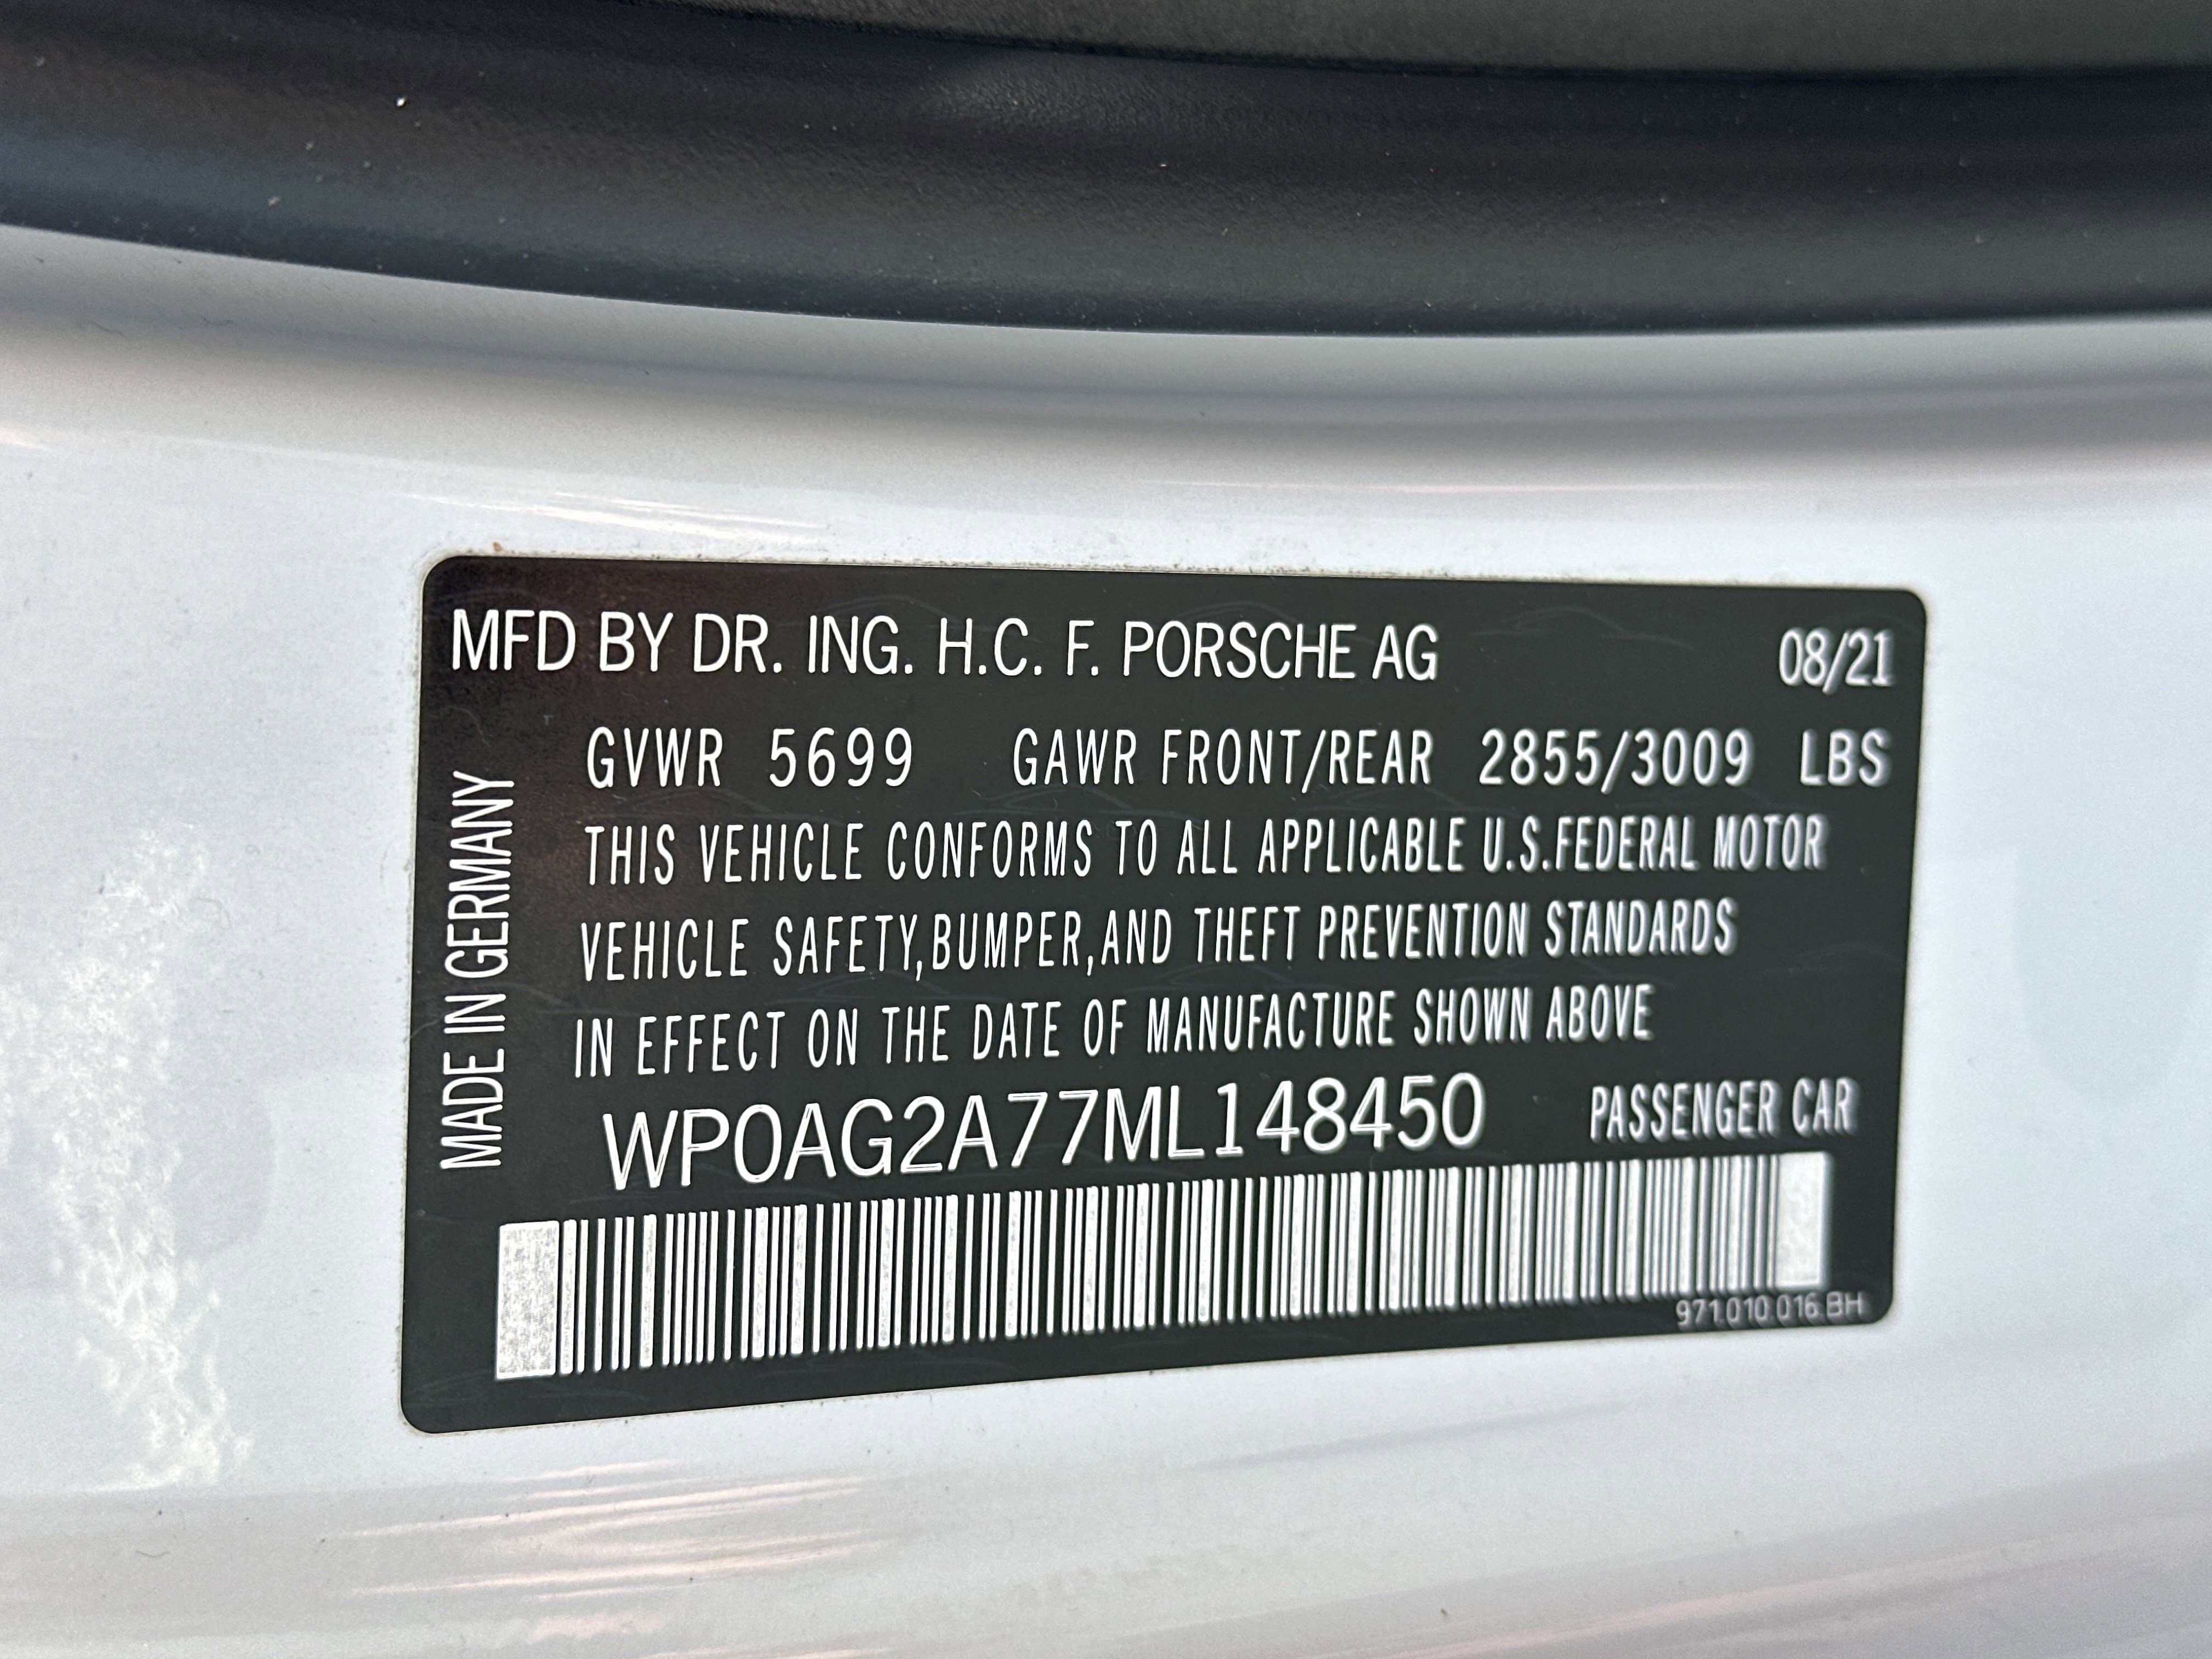 MFD BY DR. ING. H.C. F. PORSCHE AG 08/21
GVWR 5699 GAWR FRONT/REAR 2855/3009 LBS
THIS VEHICLE CONFORMS TO ALL APPLICABLE U.S.FEDERAL MOTOR
VEHICLE SAFETY,BUMPER,AND THEFT PREVENTION STANDARDS
IN EFFECT ON THE DATE OF MANUFACTURE SHOWN ABOVE
WP0AG2A77ML148450 PASSENGER CAR
971.010.016.BH
MADE IN GERMANY